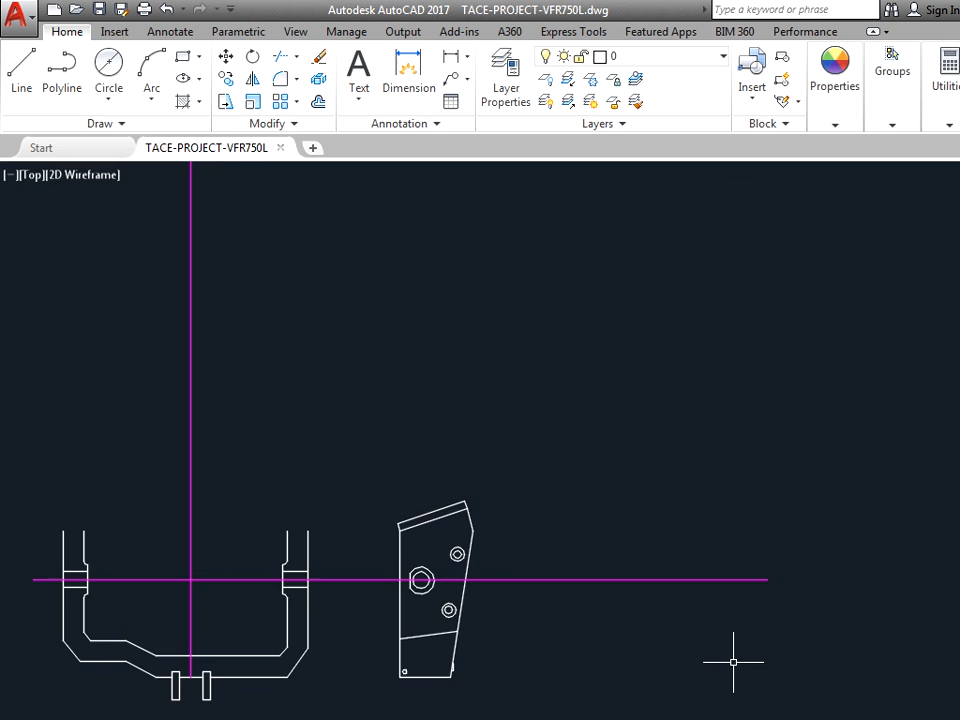 Autodesk AutoCAD 2017 TACE-PROJECT-VFR750L.dwg Type a keyword or phrase Sign In
Home Insert Annotate Parametric View Manage Output Add-ins A360 Express Tools Featured Apps BIM 360 Performance
Line Polyline Circle Arc A Text Dimension Layer Properties 0 Insert Properties Groups
Draw Modify Annotation Layers Block
Start TACE-PROJECT-VFR750L
[−][Top][2D Wireframe]